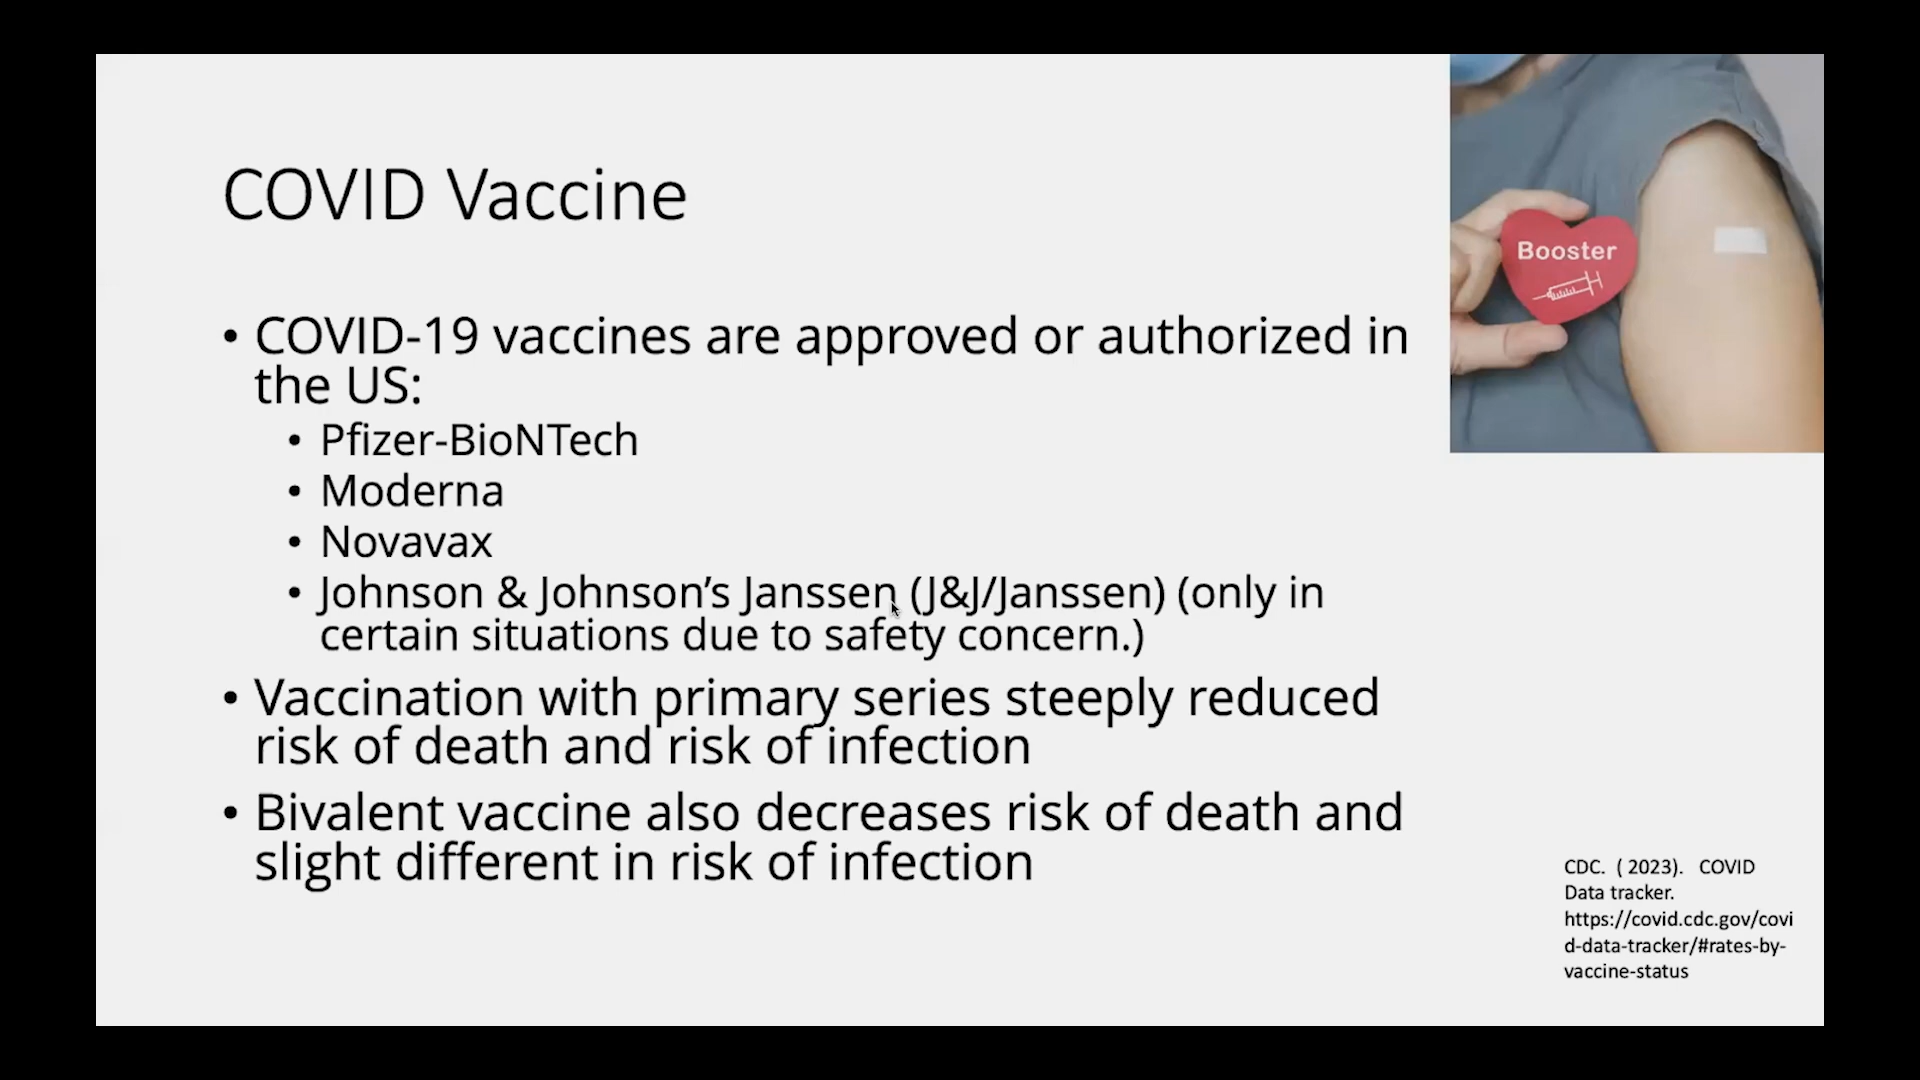 COVID Vaccine
Booster
• COVID-19 vaccines are approved or authorized in
the US:
• Pfizer-BioNTech
• Moderna
• Novavax
• Johnson & Johnson’s Janssen (J&J/Janssen) (only in
certain situations due to safety concern.)
• Vaccination with primary series steeply reduced
risk of death and risk of infection
• Bivalent vaccine also decreases risk of death and
slight different in risk of infection
CDC. ( 2023). COVID
Data tracker.
https://covid.cdc.gov/covi
d-data-tracker/#rates-by-
vaccine-status